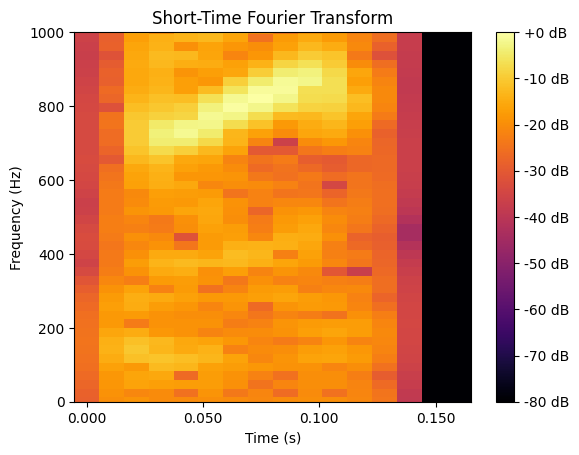 Short-Time Fourier Transform
1000
800
600
400
200
0
Frequency (Hz)
0.000
0.050
0.100
0.150
Time (s)
+0 dB
-10 dB
-20 dB
-30 dB
-40 dB
-50 dB
-60 dB
-70 dB
-80 dB